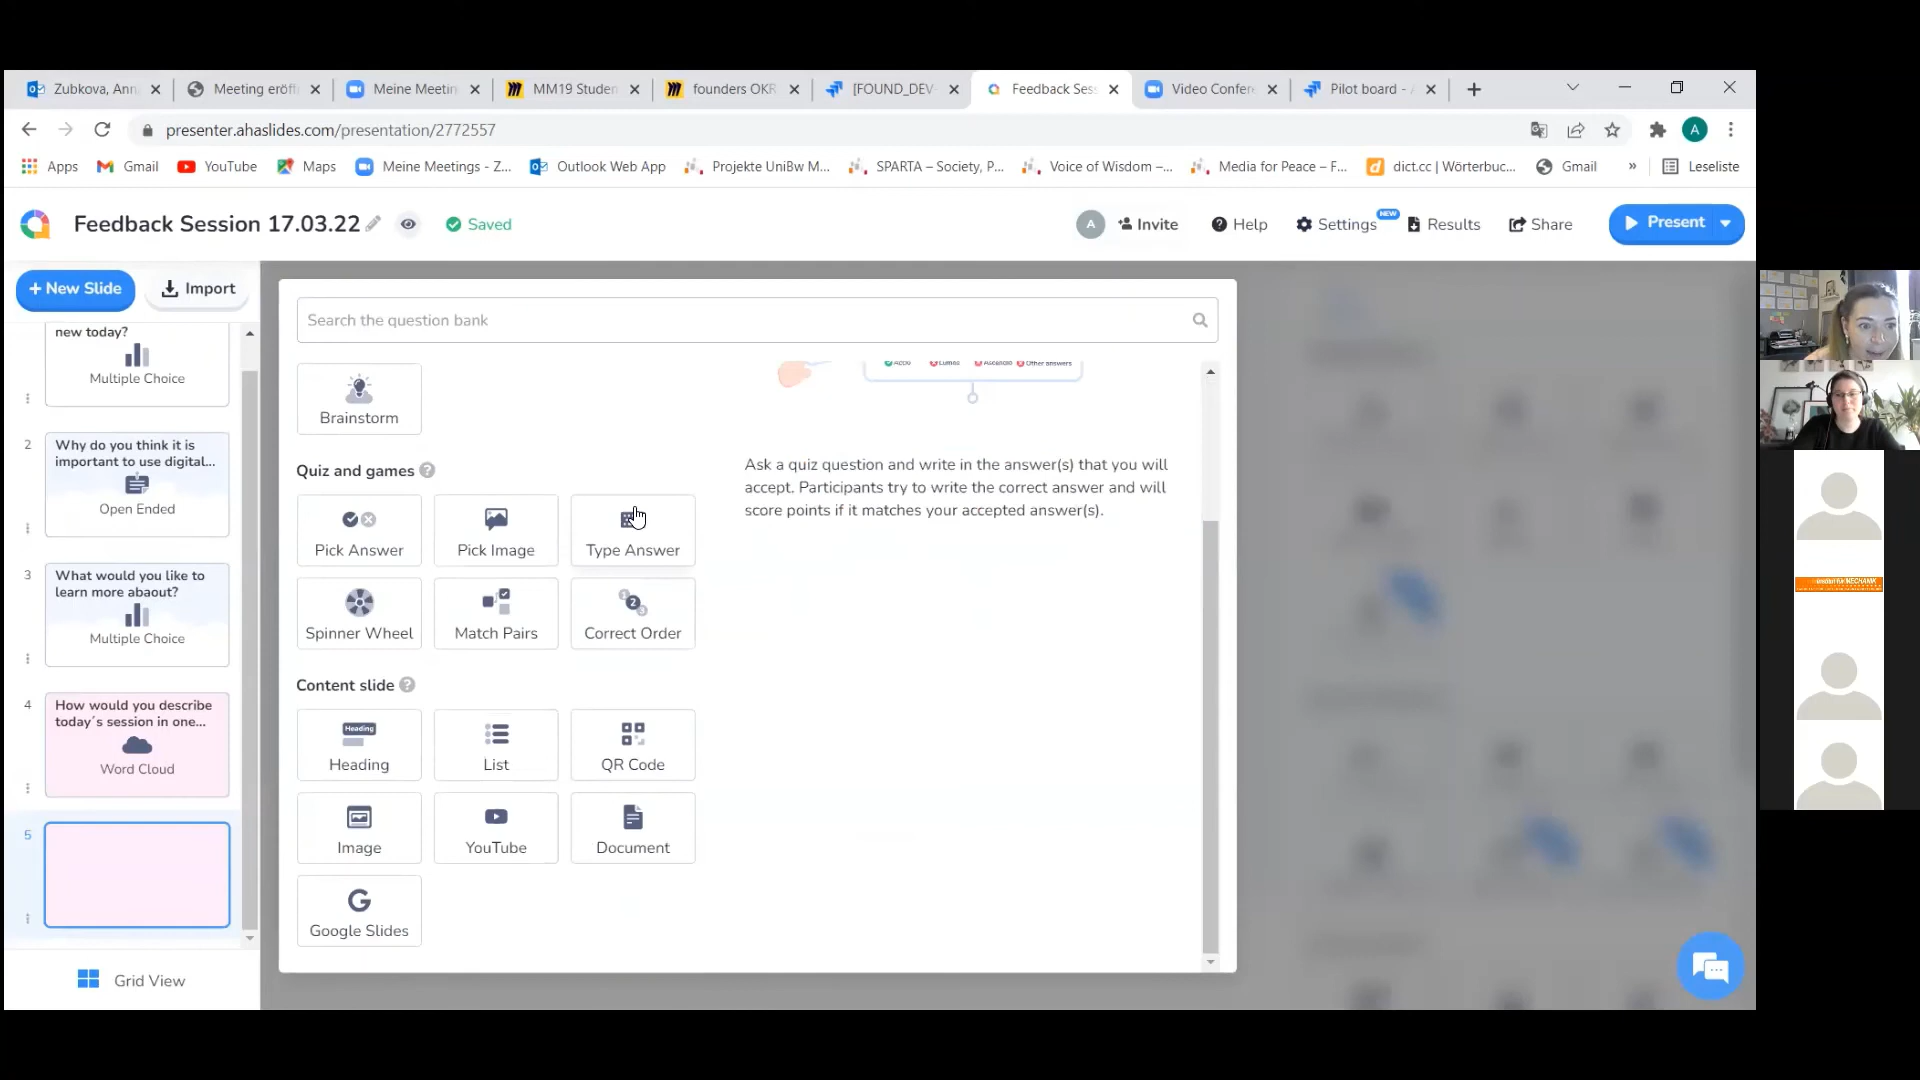 Zubkova, Ann
Meeting eröff
Meine Meetin
MM19 Studen
founders OKR
[FOUND_DEV
Feedback Sess
Video Confere
Pilot board - A
presenter.ahaslides.com/presentation/2772557
A
Apps
Gmail
YouTube
Maps
Meine Meetings - Z...
Outlook Web App
Projekte UniBw M...
SPARTA – Society, P...
Voice of Wisdom –...
Media for Peace – F...
dict.cc | Wörterbuc...
Gmail
»
Leseliste
Feedback Session 17.03.22
Saved
A
Invite
Help
Settings
NEW
Results
Share
Present
+ New Slide
Import
new today?
Multiple Choice
2
Why do you think it is
important to use digital...
Open Ended
3
What would you like to
learn more abaout?
Multiple Choice
4
How would you describe
today´s session in one...
Word Cloud
5
Grid View
Search the question bank
Brainstorm
Quiz and games
Pick Answer
Pick Image
Type Answer
Spinner Wheel
Match Pairs
Correct Order
Content slide
Heading
Heading
List
QR Code
Image
YouTube
Document
Google Slides
Other answers
Ask a quiz question and write in the answer(s) that you will
accept. Participants try to write the correct answer and will
score points if it matches your accepted answer(s).